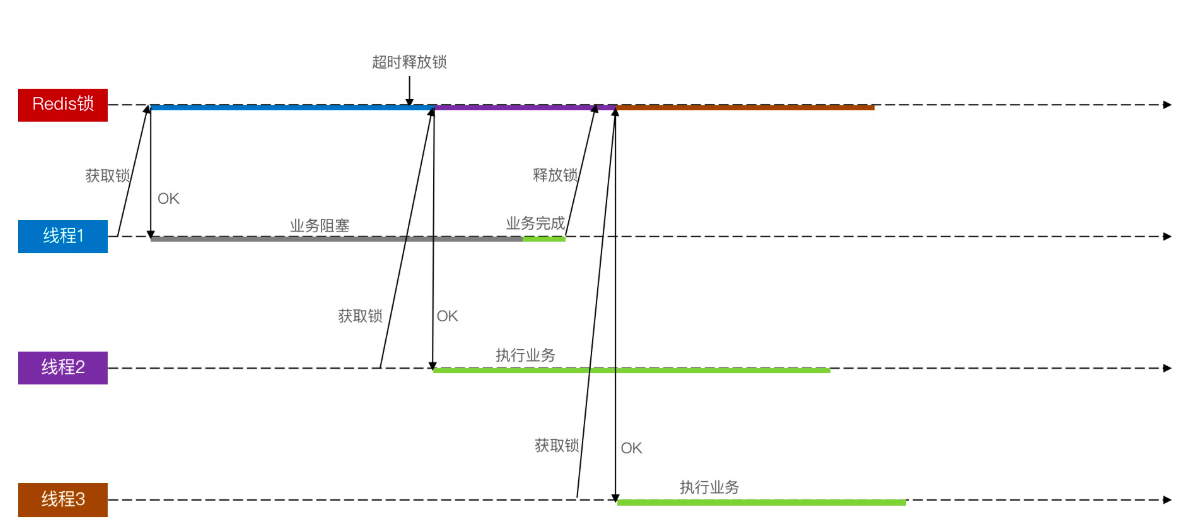 超时释放锁
Redis锁
获取锁
OK
释放锁
线程1
业务阻塞
业务完成
获取锁
OK
线程2
执行业务
获取锁
OK
线程3
执行业务